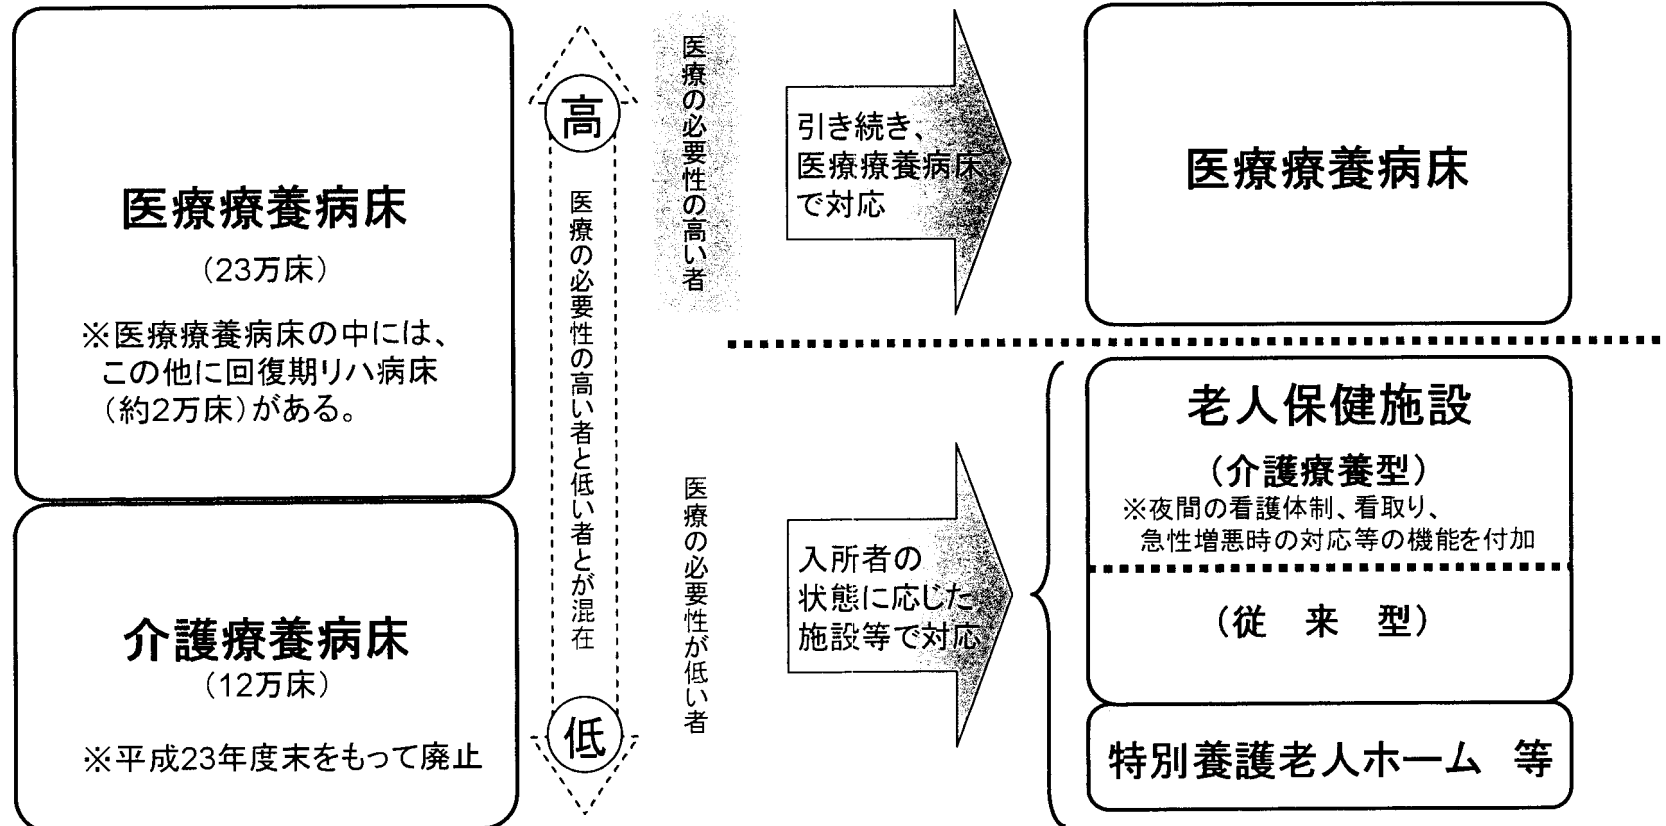 医療療養病床
（23万床）
※医療療養病床の中には、
この他に回復期リハ病床
（約2万床）がある。
介護療養病床
（12万床）
※平成23年度末をもって廃止
高
医療の必要性の高い者と低い者とが混在
低
医療の必要性の高い者
医療の必要性が低い者
引き続き、
医療療養病床
で対応
入所者の
状態に応じた
施設等で対応
医療療養病床
老人保健施設
（介護療養型）
※夜間の看護体制、看取り、
急性増悪時の対応等の機能を付加
（従　来　型）
特別養護老人ホーム　等